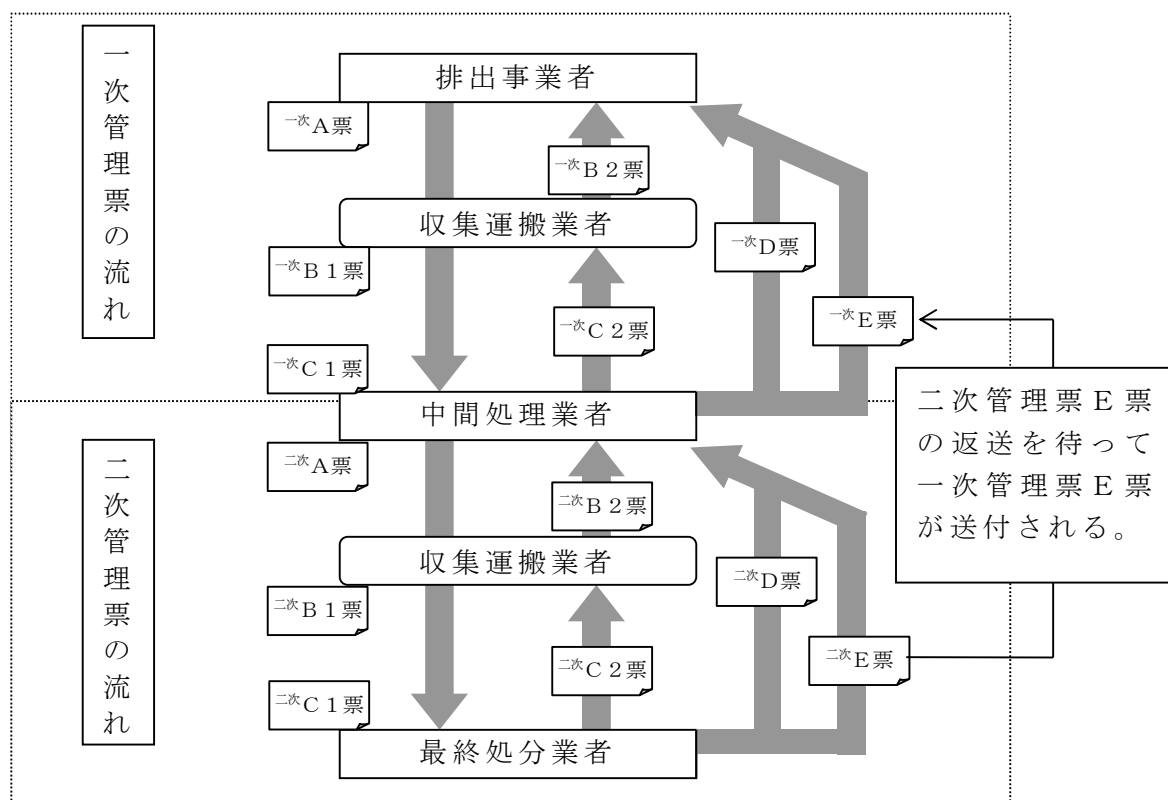 一次管理票の流れ
排出事業者
一次A票
一次B2票
収集運搬業者
一次D票
一次B1票
一次E票
一次C2票
一次C1票
中間処理業者
二次管理票E票
の返送を待って
一次管理票E票
が送付される。
二次管理票の流れ
二次A票
二次B2票
収集運搬業者
二次D票
二次B1票
二次E票
二次C2票
二次C1票
最終処分業者